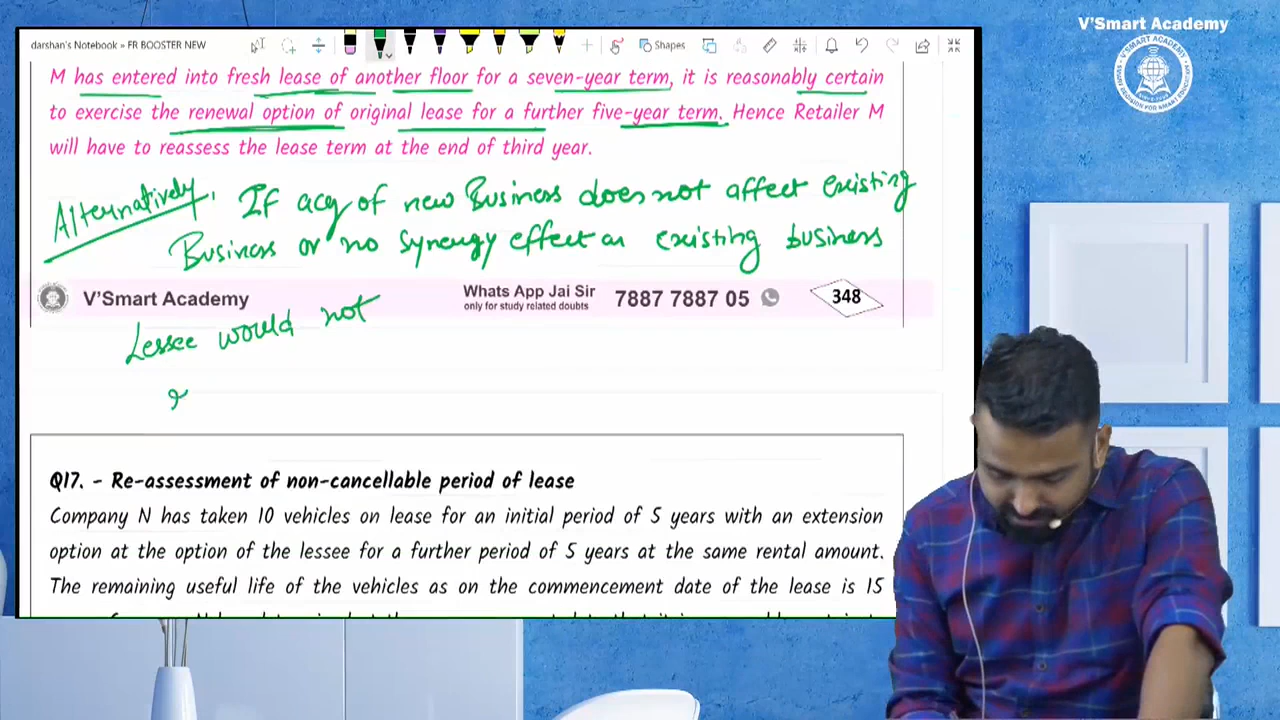 V'Smart Academy
darshan's Notebook » FR BOOSTER NEW
Shapes
M has entered into fresh lease of another floor for a seven-year term, it is reasonably certain
to exercise the renewal option of original lease for a further five-year term. Hence Retailer M
will have to reassess the lease term at the end of third year.
Alternatively, If acq of new Business does not affect existing
Business or no synergy effect on existing business
V'Smart Academy
Whats App Jai Sir
only for study related doubts
7887 7887 05
348
Lessee would not
Q17. - Re-assessment of non-cancellable period of lease
Company N has taken 10 vehicles on lease for an initial period of 5 years with an extension
option at the option of the lessee for a further period of 5 years at the same rental amount.
The remaining useful life of the vehicles as on the commencement date of the lease is 15